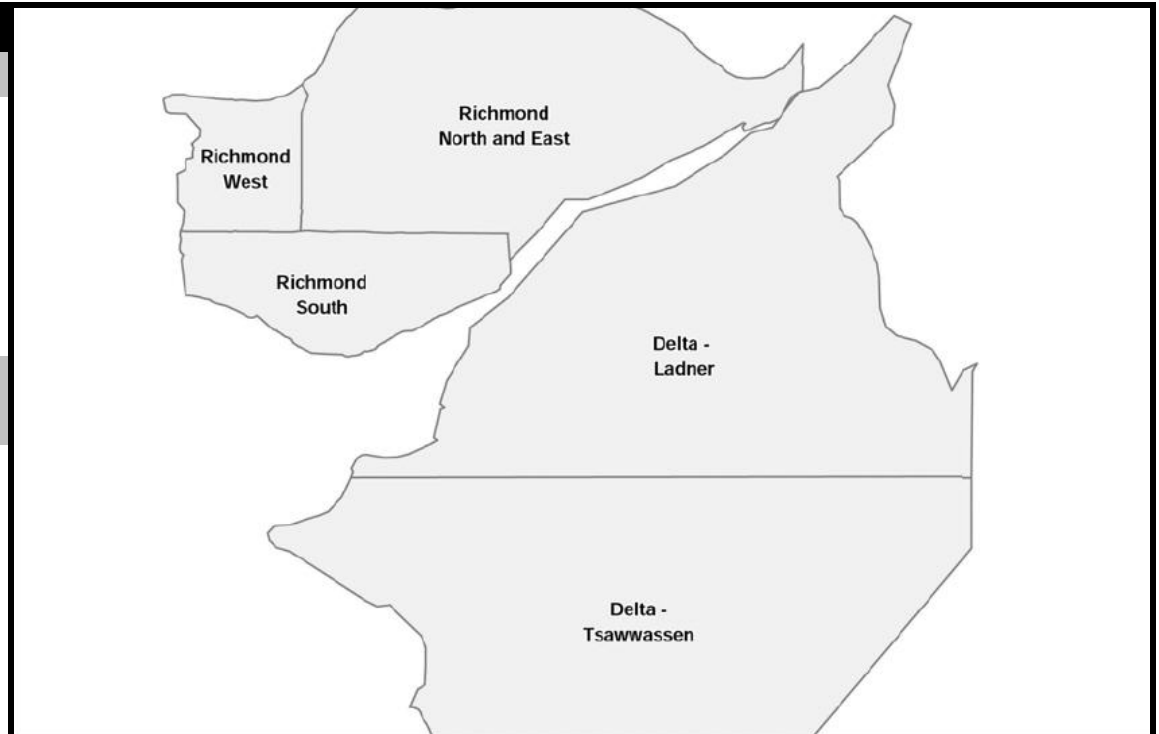 Richmond
North and East
Richmond
West
Richmond
South
Delta -
Ladner
Delta -
Tsawwassen